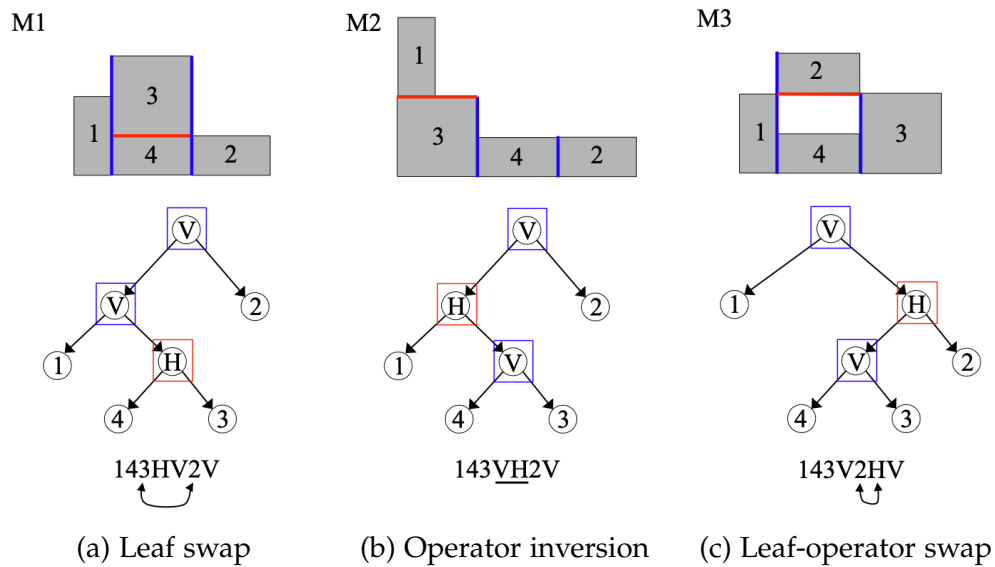 M1 M2 M3
1 3 4 2
1 3 4 2
2 1 4 3
V V V
V 2 H 2 1 H
1 H 1 V V 2
4 3 4 3 4 3
143HV2V 143VH2V 143V2HV
(a) Leaf swap (b) Operator inversion (c) Leaf-operator swap